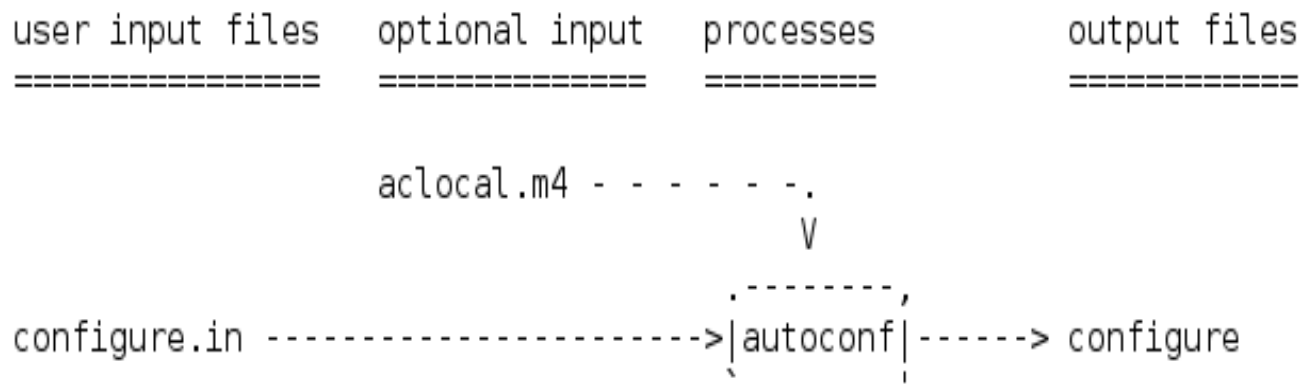 user input files   optional input   processes          output files
================   ==============   =========          ============
                   aclocal.m4 - - - - - -.
                                         V
                                     .--------,
configure.in ----------------------->|autoconf|------> configure
                                     `        '